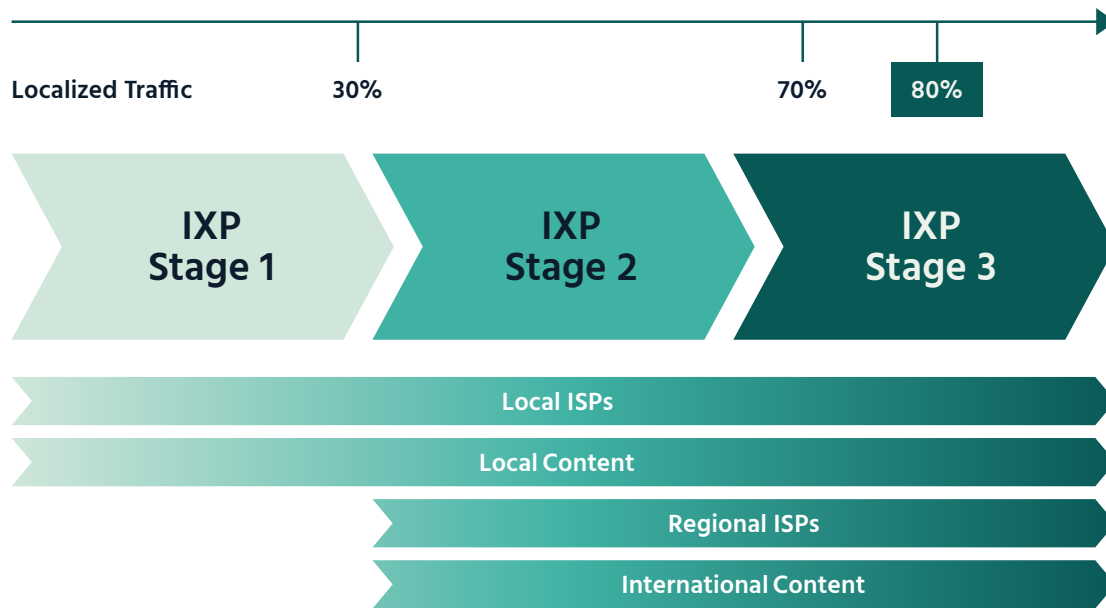 Localized Traffic 30% 70% 80%
IXP
Stage 1
IXP
Stage 2
IXP
Stage 3
Local ISPs
Local Content
Regional ISPs
International Content